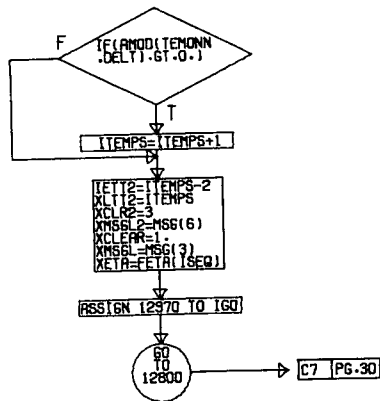 IF(AMOD(TEMONN
.DELT).GT.0.)
F
T
ITEMPS=ITEMPS+1
IETT2=ITEMPS-2
XLTT2=ITEMPS
XCLR2=3
XMSGL2=MSG(6)
XCLEAR=1.
XMSGL=MSG(3)
XETA=FETA(ISEQ)
ASSIGN 12970 TO IGO
GO
TO
12800
C7 PG.30